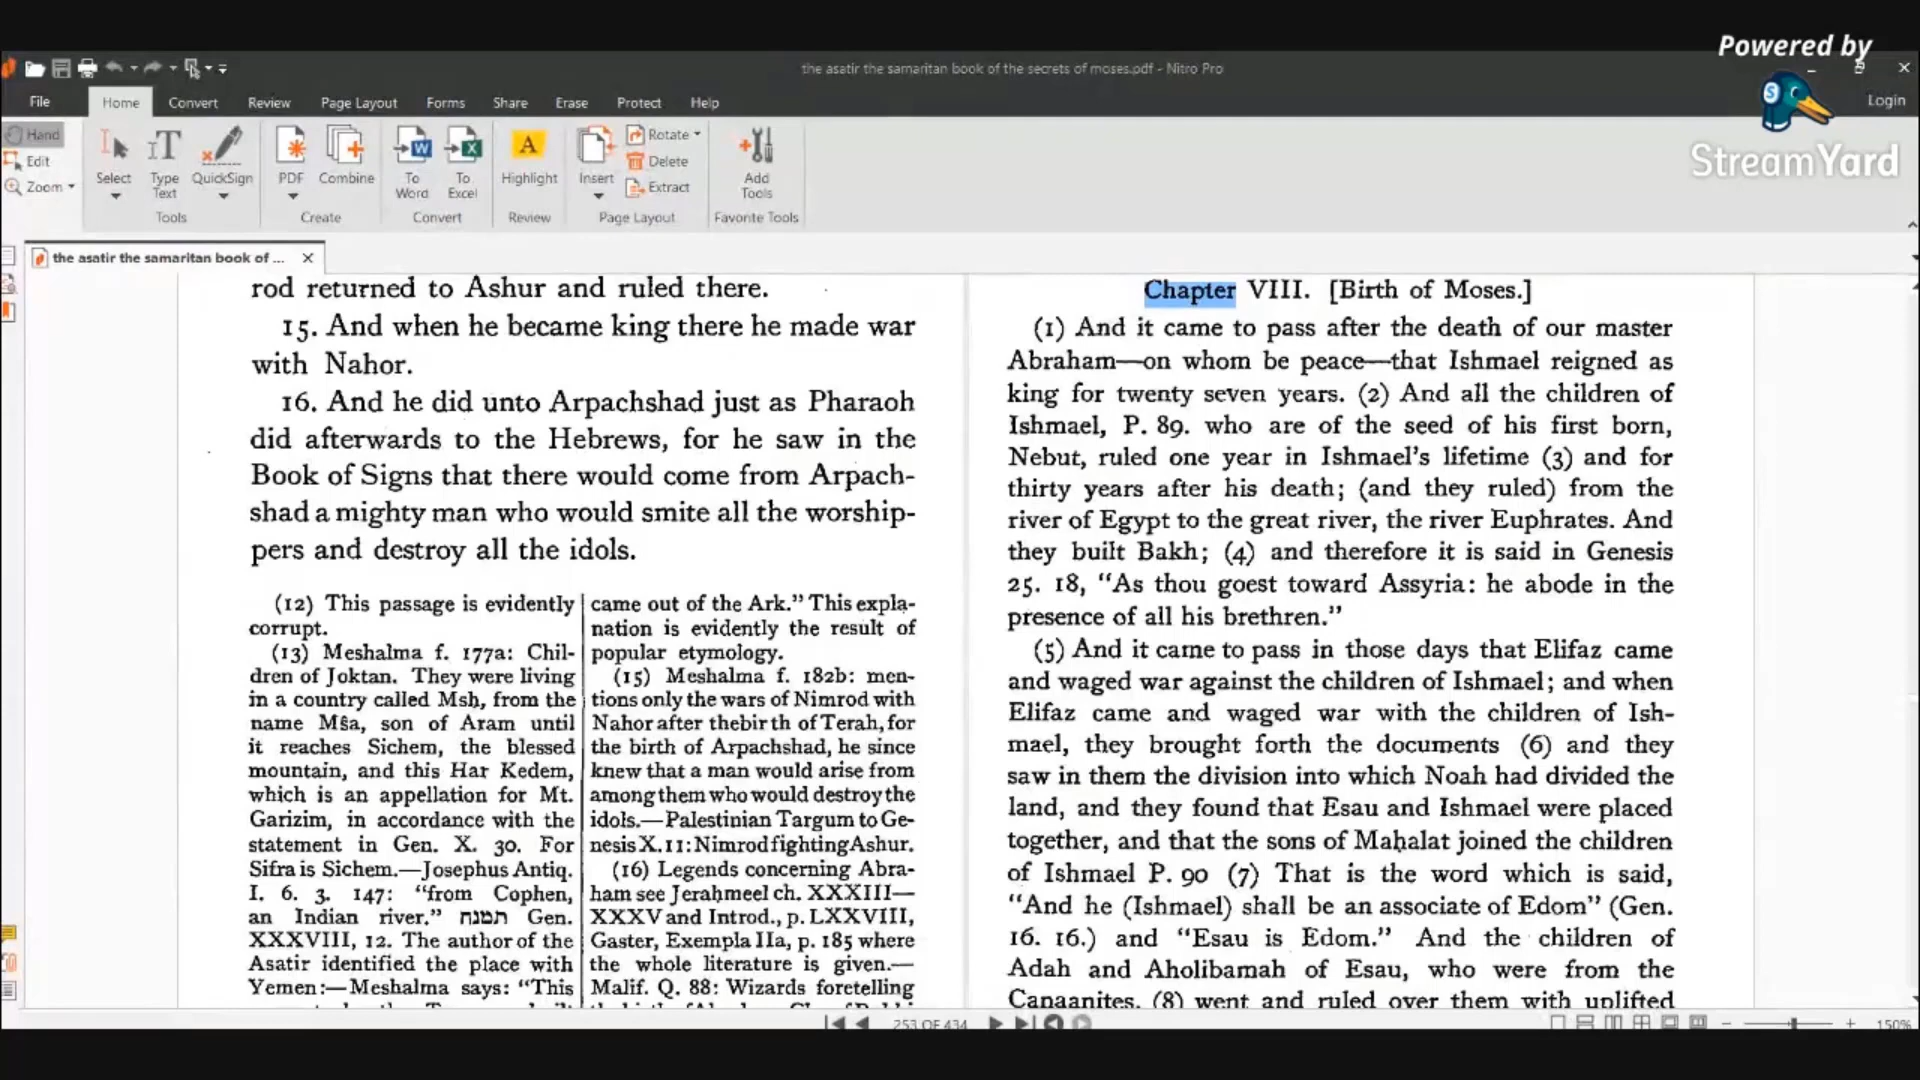 Powered by
StreamYard
the asatir the samaritan book of the secrets of moses.pdf - Nitro Pro
Login
File Home Convert Review Page Layout Forms Share Erase Protect Help
Hand
Edit
Zoom
Select
Type Text
QuickSign
Tools
PDF
Combine
Create
To Word
To Excel
Convert
Highlight
Review
Insert
Rotate
Delete
Extract
Page Layout
Add Tools
Favorite Tools
the asatir the samaritan book of ...
rod returned to Ashur and ruled there.
15. And when he became king there he made war
with Nahor.
16. And he did unto Arpachshad just as Pharaoh
did afterwards to the Hebrews, for he saw in the
Book of Signs that there would come from Arpach-
shad a mighty man who would smite all the worship-
pers and destroy all the idols.
(12) This passage is evidently
corrupt.
(13) Meshalma f. 177a: Chil-
dren of Joktan. They were living
in a country called Msḥ, from the
name Mŝa, son of Aram until
it reaches Sichem, the blessed
mountain, and this Har Kedem,
which is an appellation for Mt.
Garizim, in accordance with the
statement in Gen. X. 30. For
Sifra is Sichem.—Josephus Antiq.
I. 6. 3. 147: “from Cophen,
an Indian river.” תמנח Gen.
XXXVIII, 12. The author of the
Asatir identified the place with
Yemen:—Meshalma says: “This
came out of the Ark.” This expla-
nation is evidently the result of
popular etymology.
(15) Meshalma f. 182b: men-
tions only the wars of Nimrod with
Nahor after thebirth of Terah, for
the birth of Arpachshad, he since
knew that a man would arise from
among them who would destroy the
idols.—Palestinian Targum to Ge-
nesis X. 11: Nimrod fighting Ashur.
(16) Legends concerning Abra-
ham see Jeraḥmeel ch. XXXIII—
XXXV and Introd., p. LXXVIII,
Gaster, Exempla IIa, p. 185 where
the whole literature is given.—
Malif. Q. 88: Wizards foretelling
Chapter VIII. [Birth of Moses.]
(1) And it came to pass after the death of our master
Abraham—on whom be peace—that Ishmael reigned as
king for twenty seven years. (2) And all the children of
Ishmael, P. 89. who are of the seed of his first born,
Nebut, ruled one year in Ishmael’s lifetime (3) and for
thirty years after his death; (and they ruled) from the
river of Egypt to the great river, the river Euphrates. And
they built Bakh; (4) and therefore it is said in Genesis
25. 18, “As thou goest toward Assyria: he abode in the
presence of all his brethren.”
(5) And it came to pass in those days that Elifaz came
and waged war against the children of Ishmael; and when
Elifaz came and waged war with the children of Ish-
mael, they brought forth the documents (6) and they
saw in them the division into which Noah had divided the
land, and they found that Esau and Ishmael were placed
together, and that the sons of Maḥalat joined the children
of Ishmael P. 90 (7) That is the word which is said,
“And he (Ishmael) shall be an associate of Edom” (Gen.
16. 16.) and “Esau is Edom.” And the children of
Adah and Aholibamah of Esau, who were from the
Canaanites, (8) went and ruled over them with uplifted
253 OF 434
150%